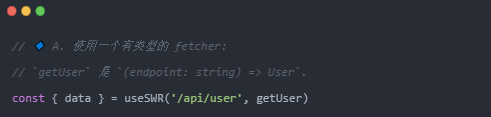 // 🔹 A. 使用一个有类型的 fetcher:
// `getUser` 是 `(endpoint: string) => User`.
const { data } = useSWR('/api/user', getUser)